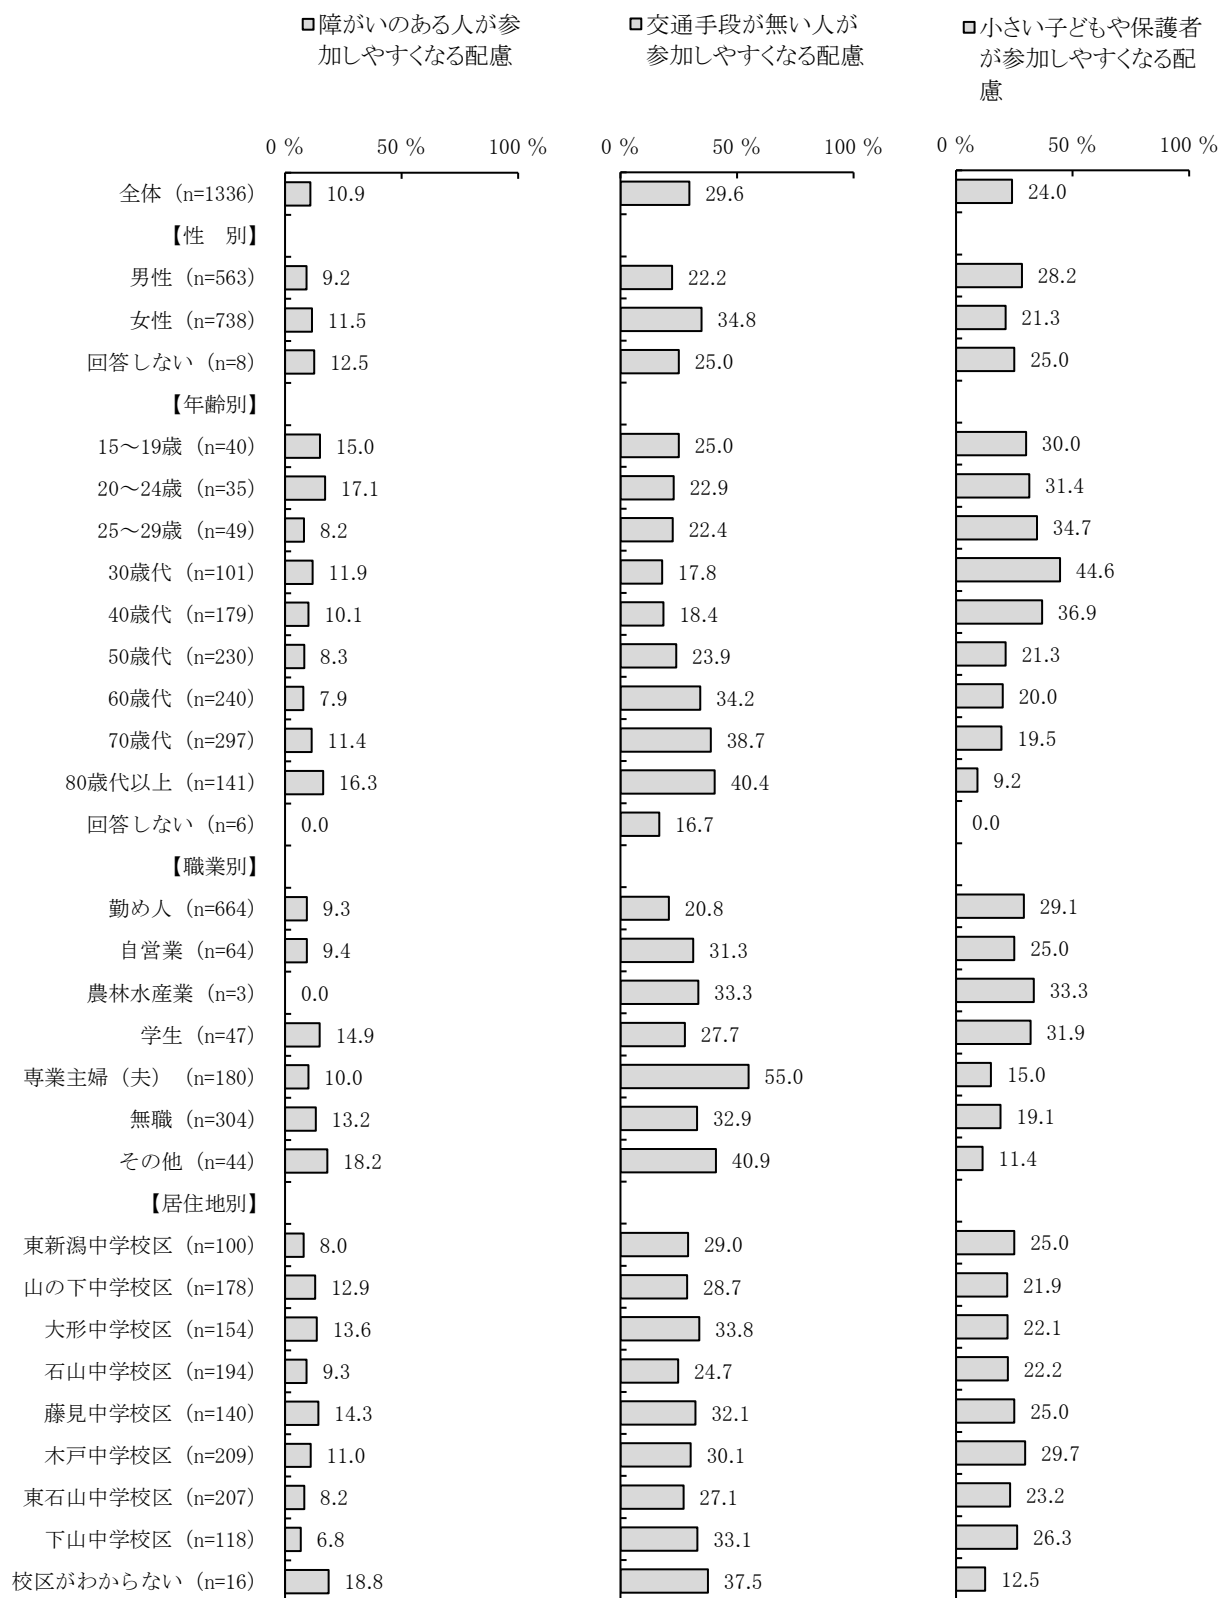 障がいのある人が参
加しやすくなる配慮
交通手段が無い人が
参加しやすくなる配慮
小さい子どもや保護者
が参加しやすくなる配
慮
0 % 50 % 100 % 0 % 50 % 100 % 0 % 50 % 100 %
全体 (n=1336) 10.9 29.6 24.0
【性　別】
男性 (n=563) 9.2 22.2 28.2
女性 (n=738) 11.5 34.8 21.3
回答しない (n=8) 12.5 25.0 25.0
【年齢別】
15～19歳 (n=40) 15.0 25.0 30.0
20～24歳 (n=35) 17.1 22.9 31.4
25～29歳 (n=49) 8.2 22.4 34.7
30歳代 (n=101) 11.9 17.8 44.6
40歳代 (n=179) 10.1 18.4 36.9
50歳代 (n=230) 8.3 23.9 21.3
60歳代 (n=240) 7.9 34.2 20.0
70歳代 (n=297) 11.4 38.7 19.5
80歳代以上 (n=141) 16.3 40.4 9.2
回答しない (n=6) 0.0 16.7 0.0
【職業別】
勤め人 (n=664) 9.3 20.8 29.1
自営業 (n=64) 9.4 31.3 25.0
農林水産業 (n=3) 0.0 33.3 33.3
学生 (n=47) 14.9 27.7 31.9
専業主婦（夫） (n=180) 10.0 55.0 15.0
無職 (n=304) 13.2 32.9 19.1
その他 (n=44) 18.2 40.9 11.4
【居住地別】
東新潟中学校区 (n=100) 8.0 29.0 25.0
山の下中学校区 (n=178) 12.9 28.7 21.9
大形中学校区 (n=154) 13.6 33.8 22.1
石山中学校区 (n=194) 9.3 24.7 22.2
藤見中学校区 (n=140) 14.3 32.1 25.0
木戸中学校区 (n=209) 11.0 30.1 29.7
東石山中学校区 (n=207) 8.2 27.1 23.2
下山中学校区 (n=118) 6.8 33.1 26.3
校区がわからない (n=16) 18.8 37.5 12.5